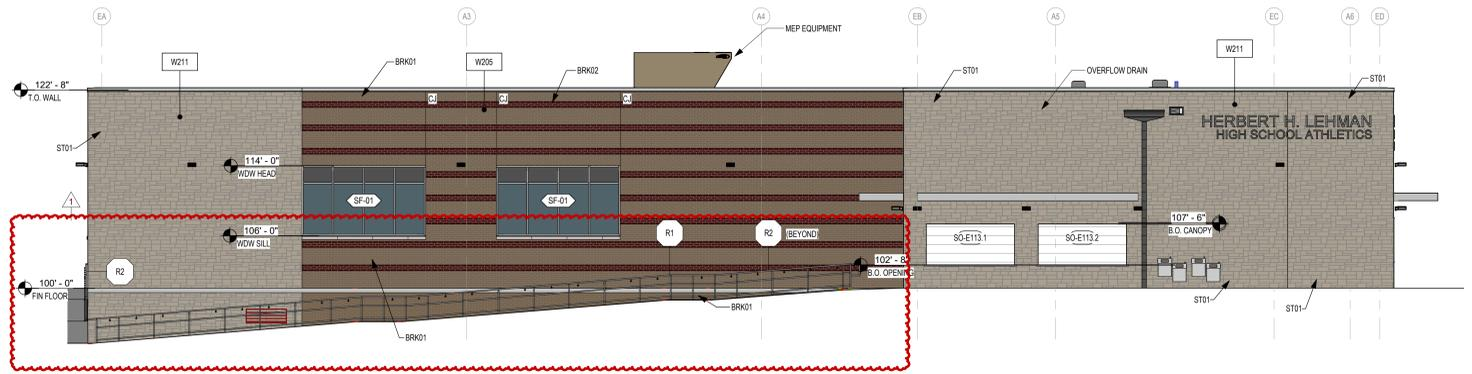 EA
A3
A4
EB
A5
EC
A6
ED
MEP EQUIPMENT
W211
BRK01
W205
BRK02
ST01
OVERFLOW DRAIN
W211
ST01
122' - 8"
T.O. WALL
CJ
CJ
CJ
HERBERT H. LEHMAN
HIGH SCHOOL ATHLETICS
ST01
114' - 0"
WDW HEAD
SF-01
SF-01
1
106' - 0"
WDW SILL
R1
R2
(BEYOND)
107' - 6"
B.O. CANOPY
SO-E113.1
SO-E113.2
R2
102' - 8"
B.O. OPENING
100' - 0"
FIN FLOOR
BRK01
BRK01
ST01
ST01